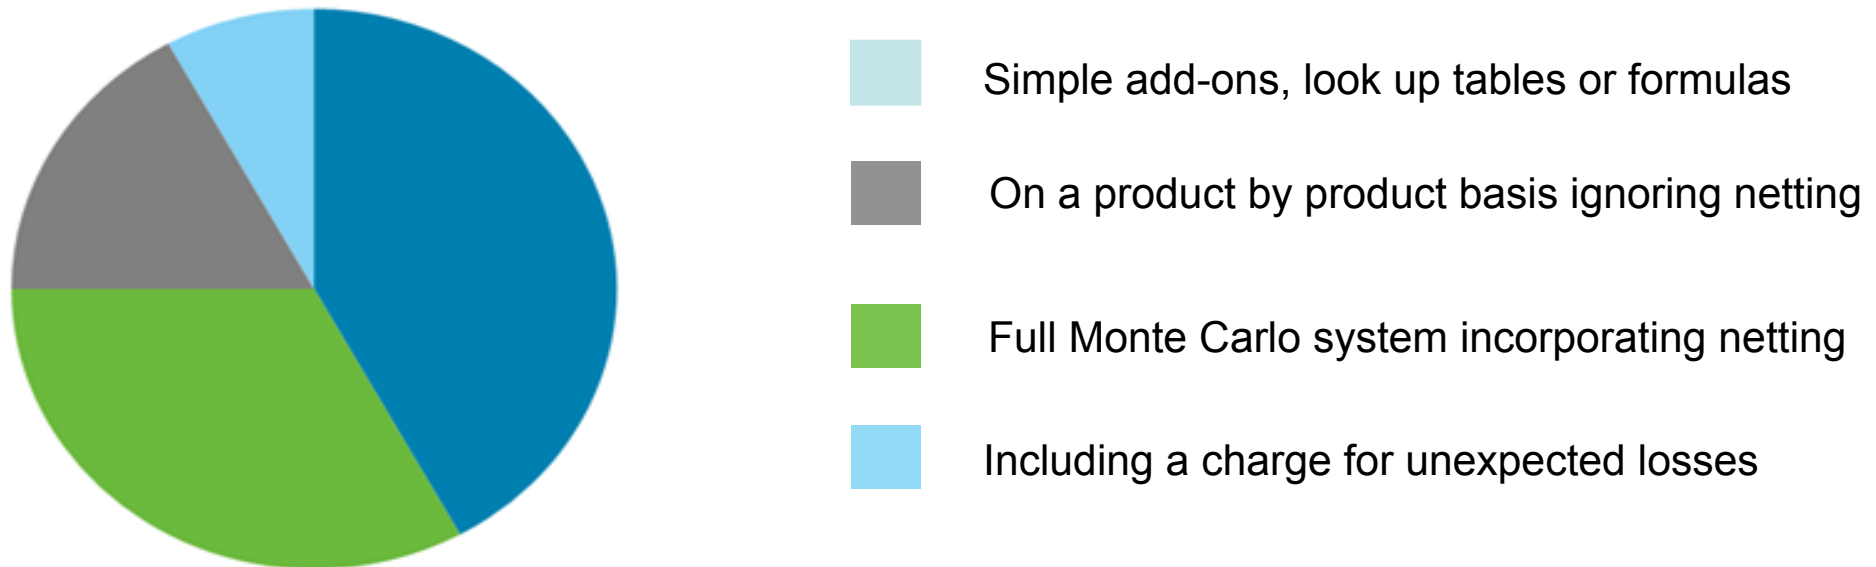 Simple add-ons, look up tables or formulas
On a product by product basis ignoring netting
Full Monte Carlo system incorporating netting
Including a charge for unexpected losses